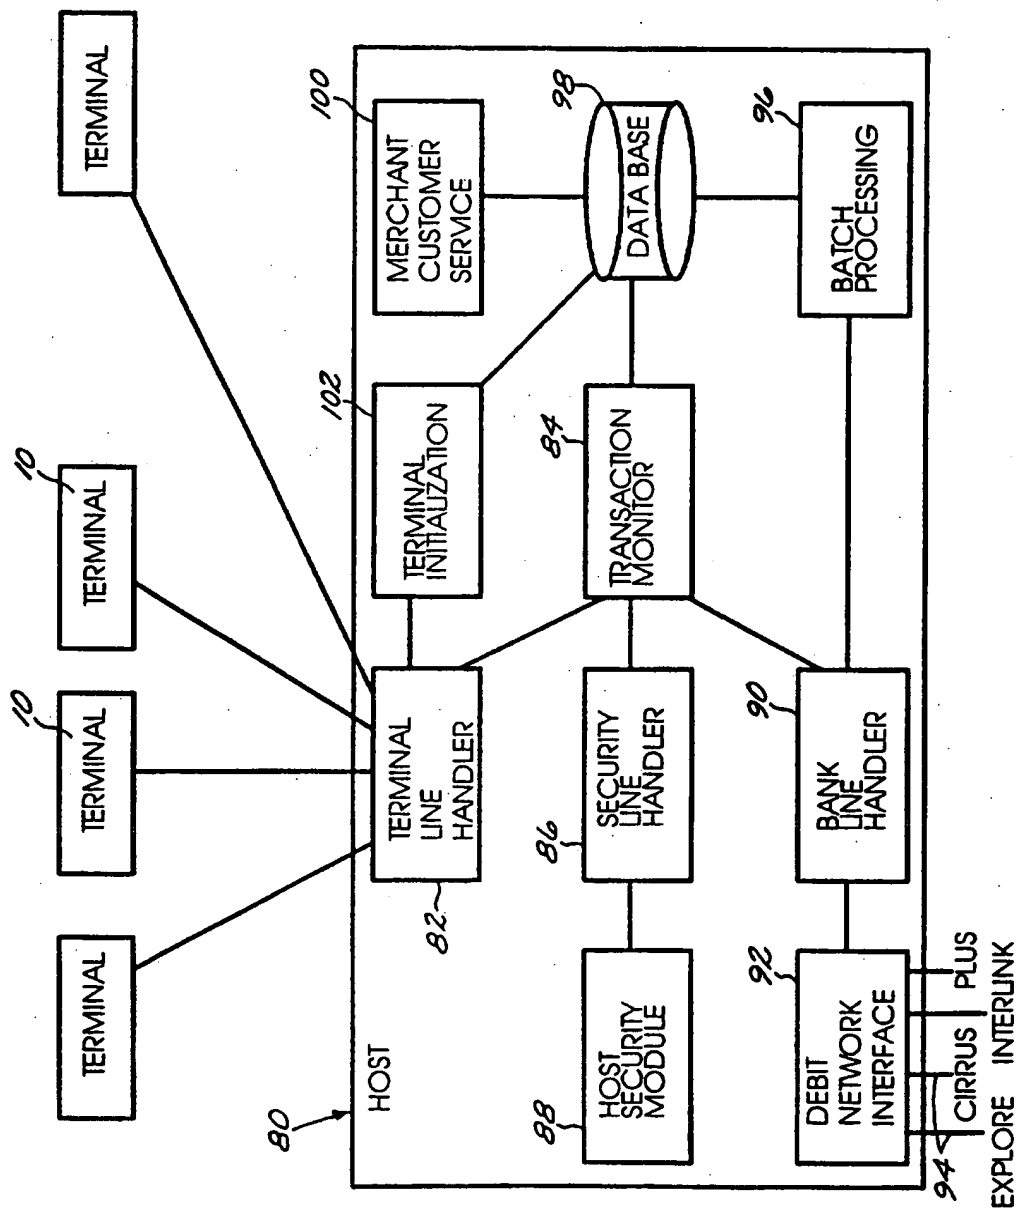 TERMINAL
10
TERMINAL
10
TERMINAL
TERMINAL
80
HOST
82
TERMINAL
LINE
HANDLER
102
TERMINAL
INITIALIZATION
100
MERCHANT
CUSTOMER
SERVICE
88
HOST
SECURITY
MODULE
86
SECURITY
LINE
HANDLER
84
TRANSACTION
MONITOR
98
DATA BASE
92
DEBIT
NETWORK
INTERFACE
90
BANK
LINE
HANDLER
96
BATCH
PROCESSING
94
CIRRUS
PLUS
EXPLORE
INTERLINK